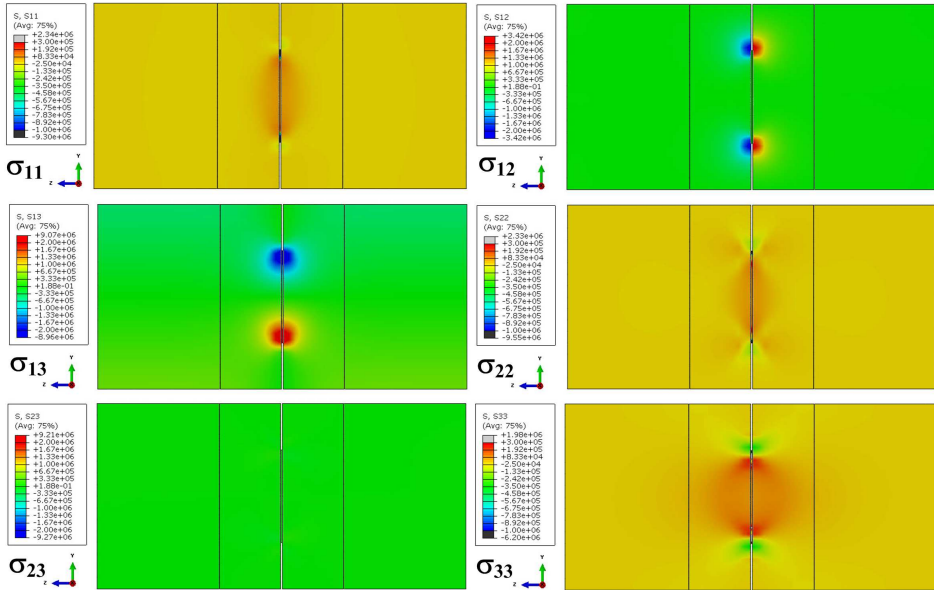 S, S11
(Avg: 75%)
+2.34e+06
+3.00e+05
+1.92e+05
+8.33e+04
-2.50e+04
-1.33e+05
-2.42e+05
-3.50e+05
-4.58e+05
-5.67e+05
-6.75e+05
-7.83e+05
-8.92e+05
-1.00e+06
-9.30e+06
σ11
Y
Z
S, S12
(Avg: 75%)
+3.42e+06
+2.00e+06
+1.67e+06
+1.33e+06
+1.00e+06
+6.67e+05
+3.33e+05
+1.88e-01
-3.33e+05
-6.67e+05
-1.00e+06
-1.33e+06
-1.67e+06
-2.00e+06
-3.42e+06
σ12
Y
Z
S, S13
(Avg: 75%)
+9.07e+06
+2.00e+06
+1.67e+06
+1.33e+06
+1.00e+06
+6.67e+05
+3.33e+05
+1.88e-01
-3.33e+05
-6.67e+05
-1.00e+06
-1.33e+06
-1.67e+06
-2.00e+06
-8.96e+06
σ13
Y
Z
S, S22
(Avg: 75%)
+2.33e+06
+3.00e+05
+1.92e+05
+8.33e+04
-2.50e+04
-1.33e+05
-2.42e+05
-3.50e+05
-4.58e+05
-5.67e+05
-6.75e+05
-7.83e+05
-8.92e+05
-1.00e+06
-9.55e+06
σ22
Y
Z
S, S23
(Avg: 75%)
+9.21e+06
+2.00e+06
+1.67e+06
+1.33e+06
+1.00e+06
+6.67e+05
+3.33e+05
+1.88e-01
-3.33e+05
-6.67e+05
-1.00e+06
-1.33e+06
-1.67e+06
-2.00e+06
-9.27e+06
σ23
Y
Z
S, S33
(Avg: 75%)
+1.98e+06
+3.00e+05
+1.92e+05
+8.33e+04
-2.50e+04
-1.33e+05
-2.42e+05
-3.50e+05
-4.58e+05
-5.67e+05
-6.75e+05
-7.83e+05
-8.92e+05
-1.00e+06
-6.20e+06
σ33
Y
Z